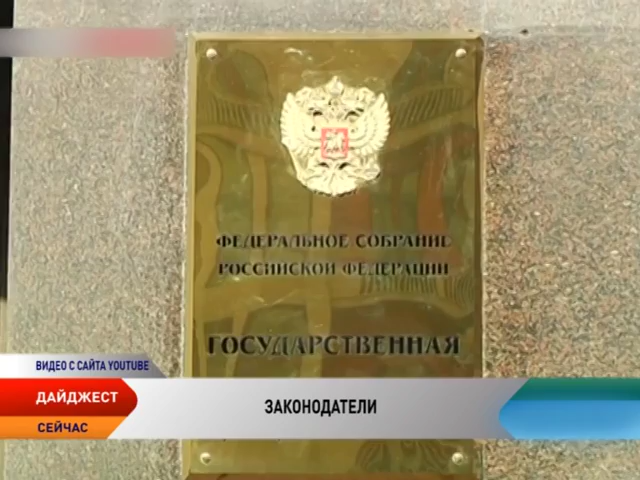 ФЕДЕРАЛЬНОЕ СОБРАНИЕ
РОССИЙСКОЙ ФЕДЕРАЦИИ
ГОСУДАРСТВЕННАЯ
ВИДЕО С САЙТА YOUTUBE
ДАЙДЖЕСТ
ЗАКОНОДАТЕЛИ
СЕЙЧАС